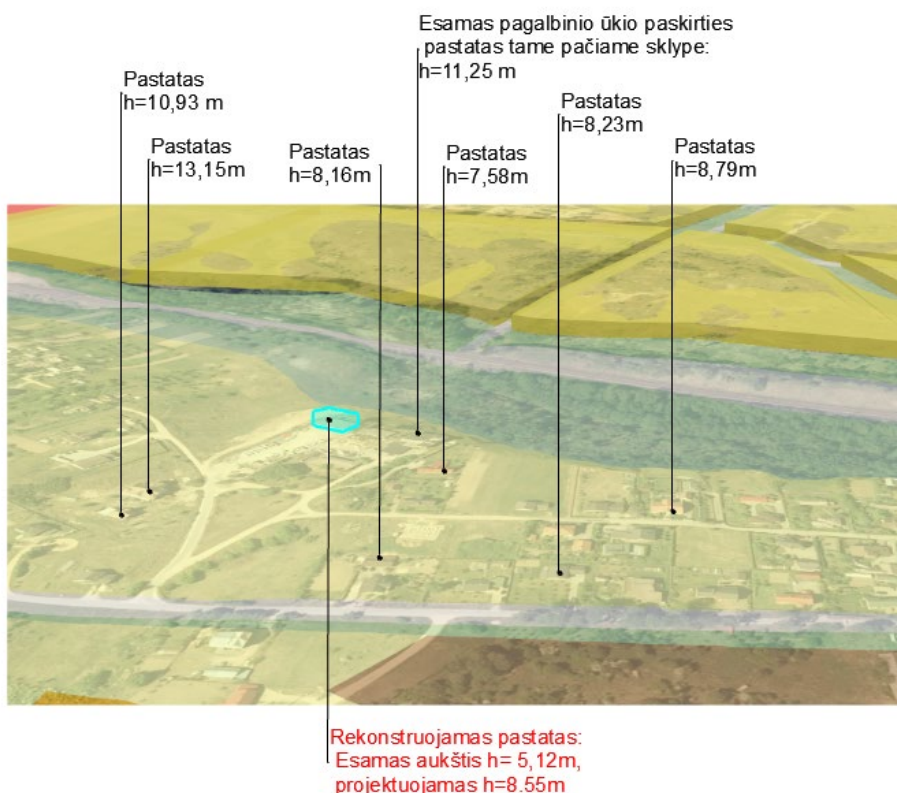 Esamas pagalbinio ūkio paskirties
pastatas tame pačiame sklype:
h=11,25 m
Pastatas
h=10,93 m
Pastatas
h=13,15m
Pastatas
h=8,16m
Pastatas
h=7,58m
Pastatas
h=8,23m
Pastatas
h=8,79m
Rekonstruojamas pastatas:
Esamas aukštis h= 5,12m,
projektuojamas h=8.55m